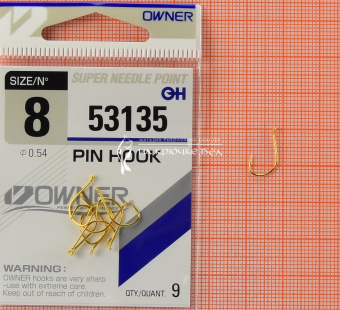 OWNER
SIZE/N°
SUPER NEEDLE POINT
8
53135
Φ0.54
PIN HOOK
OWNER
WARNING:
OWNER hooks are very sharp
-use with extreme care.
Keep out of reach of children.
QTY./QUANT. 9